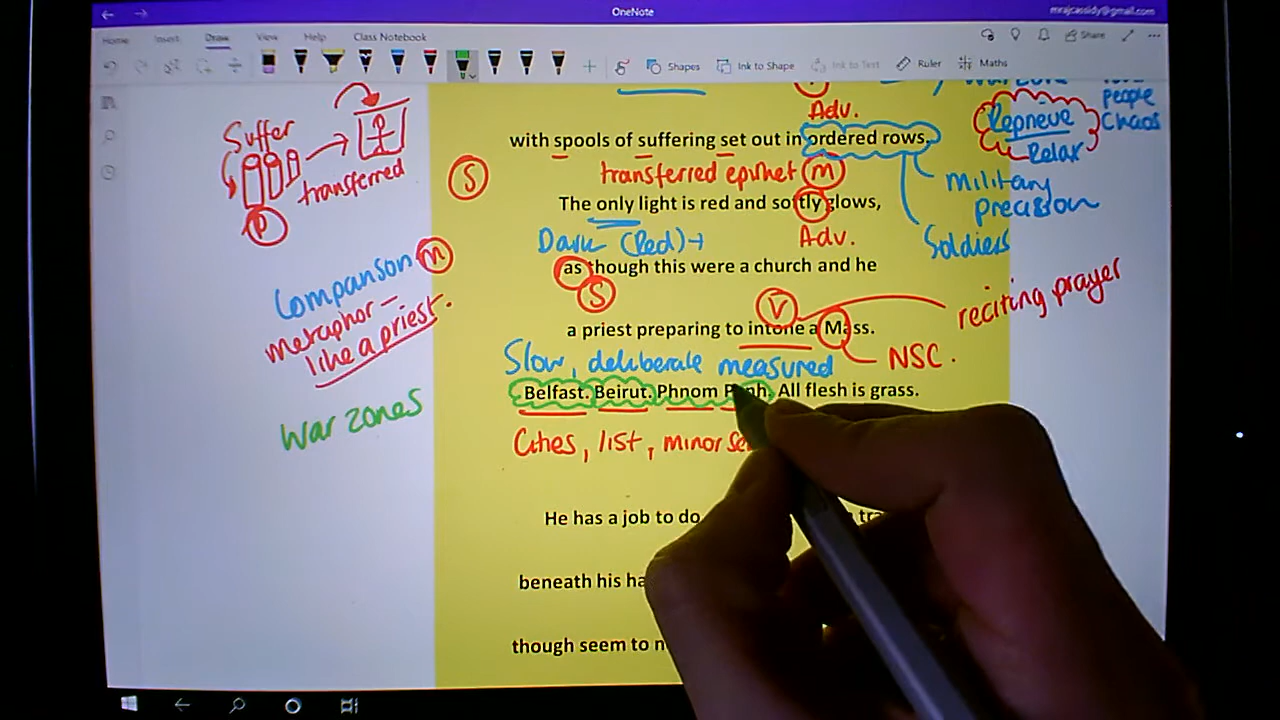 OneNote
mrajcassidy@gmail.com
Home Insert Draw View Help Class Notebook
Share
Shapes Ink to Shape Ink to Text Ruler Maths
people
Chaos
Adv.
Reprieve
Relax
Suffer
transferred
P
with spools of suffering set out in ordered rows.
transferred epithet M
S
military
precision
Soldiers
The only light is red and softly glows,
Dark (Red) →
Adv.
as though this were a church and he
S
V
reciting prayer
Comparison M
metaphor –
like a priest.
a priest preparing to intone a Mass.
NSC.
Slow, deliberate measured
Belfast. Beirut. Phnom Penh. All flesh is grass.
War zones
Cities, list, minor
He has a job to do
beneath his
though seem to